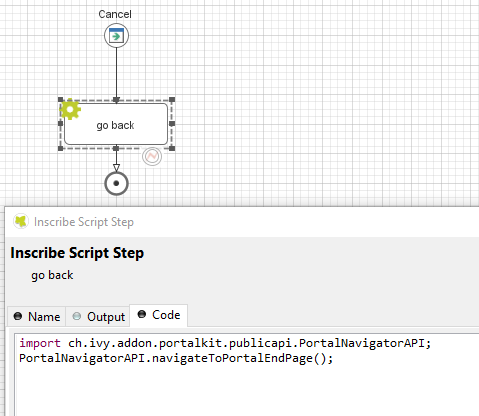 Cancel
go back
Inscribe Script Step
Inscribe Script Step
go back
Name
Output
Code
import ch.ivy.addon.portalkit.publicapi.PortalNavigatorAPI;
PortalNavigatorAPI.navigateToPortalEndPage();